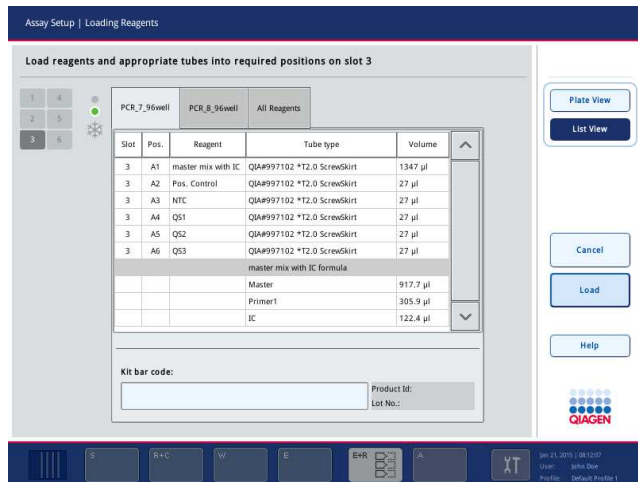 Assay Setup | Loading Reagents
Load reagents and appropriate tubes into required positions on slot 3
1 4
2 5
3 6
PCR_7_96well PCR_8_96well All Reagents
Slot Pos. Reagent Tube type Volume
3 A1 master mix with IC QIA#997102 *T2.0 ScrewSkirt 1347 µl
3 A2 Pos. Control QIA#997102 *T2.0 ScrewSkirt 27 µl
3 A3 NTC QIA#997102 *T2.0 ScrewSkirt 27 µl
3 A4 QS1 QIA#997102 *T2.0 ScrewSkirt 27 µl
3 A5 QS2 QIA#997102 *T2.0 ScrewSkirt 27 µl
3 A6 QS3 QIA#997102 *T2.0 ScrewSkirt 27 µl
master mix with IC formula
Master 917.7 µl
Primer1 305.9 µl
IC 122.4 µl
Kit bar code:
Product Id:
Lot No.:
Plate View
List View
Cancel
Load
Help
QIAGEN
S R+C W E E+R A
Jan 21, 2015 | 08:12:07
User: John Doe
Profile: Default Profile 1